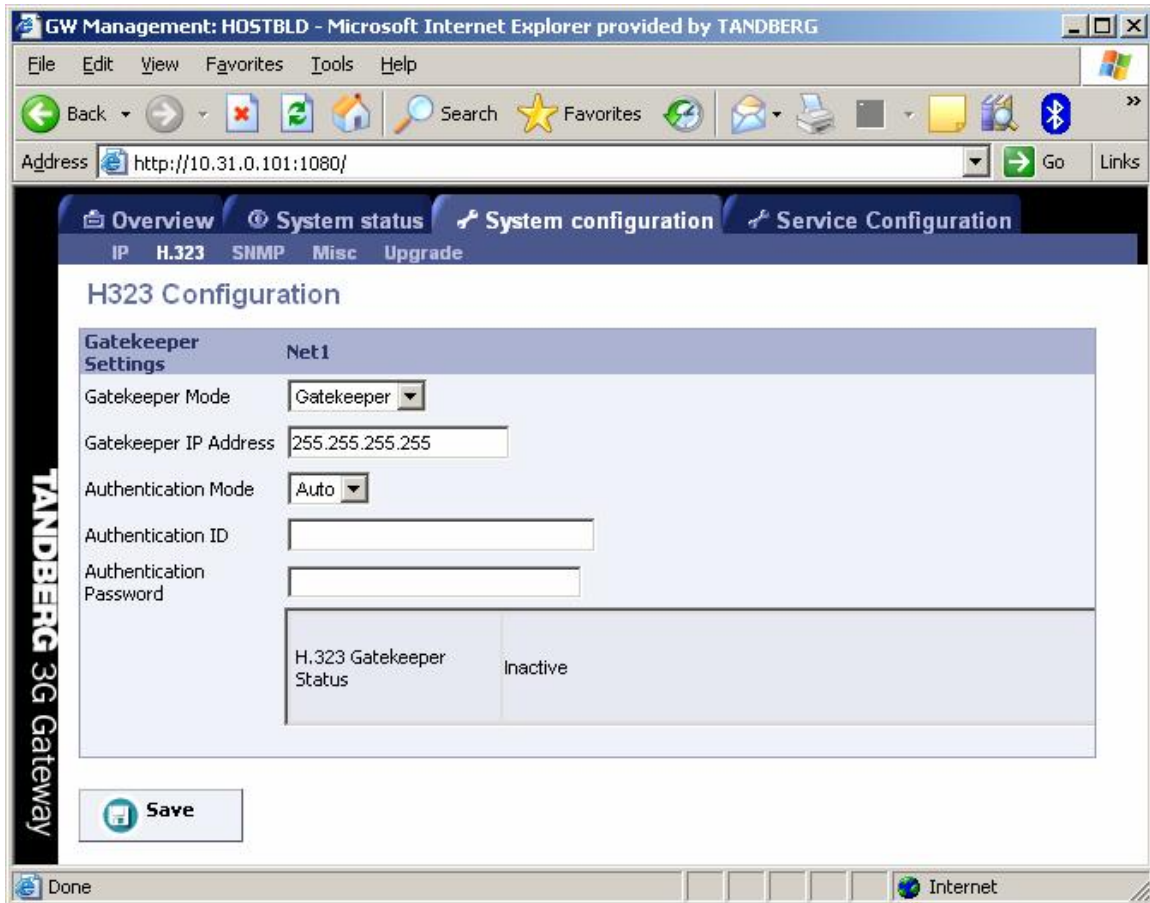 GW Management: HOSTBLD - Microsoft Internet Explorer provided by TANDBERG
File Edit View Favorites Tools Help
Back Search Favorites
Address http://10.31.0.101:1080/ Go Links
Overview System status System configuration Service Configuration
IP H.323 SNMP Misc Upgrade
H323 Configuration
Gatekeeper
Settings
Net1
Gatekeeper Mode Gatekeeper
Gatekeeper IP Address 255.255.255.255
Authentication Mode Auto
Authentication ID
Authentication
Password
H.323 Gatekeeper
Status
Inactive
Save
TANDBERG 3G Gateway
Done Internet